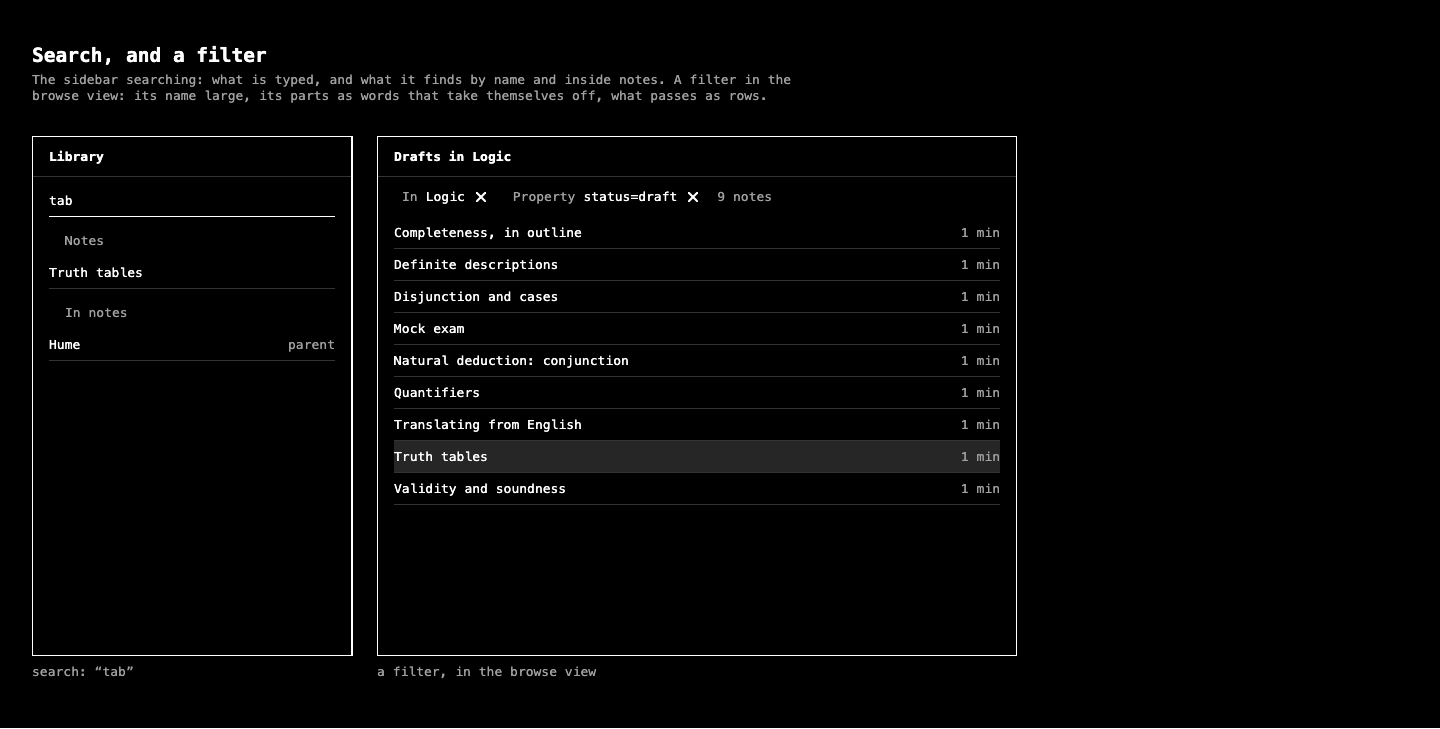 Search, and a filter
The sidebar searching: what is typed, and what it finds by name and inside notes. A filter in the
browse view: its name large, its parts as words that take themselves off, what passes as rows.
Library
tab
Notes
Truth tables
In notes
Hume parent
search: “tab”
Drafts in Logic
In Logic ✕ Property status=draft ✕ 9 notes
Completeness, in outline 1 min
Definite descriptions 1 min
Disjunction and cases 1 min
Mock exam 1 min
Natural deduction: conjunction 1 min
Quantifiers 1 min
Translating from English 1 min
Truth tables 1 min
Validity and soundness 1 min
a filter, in the browse view